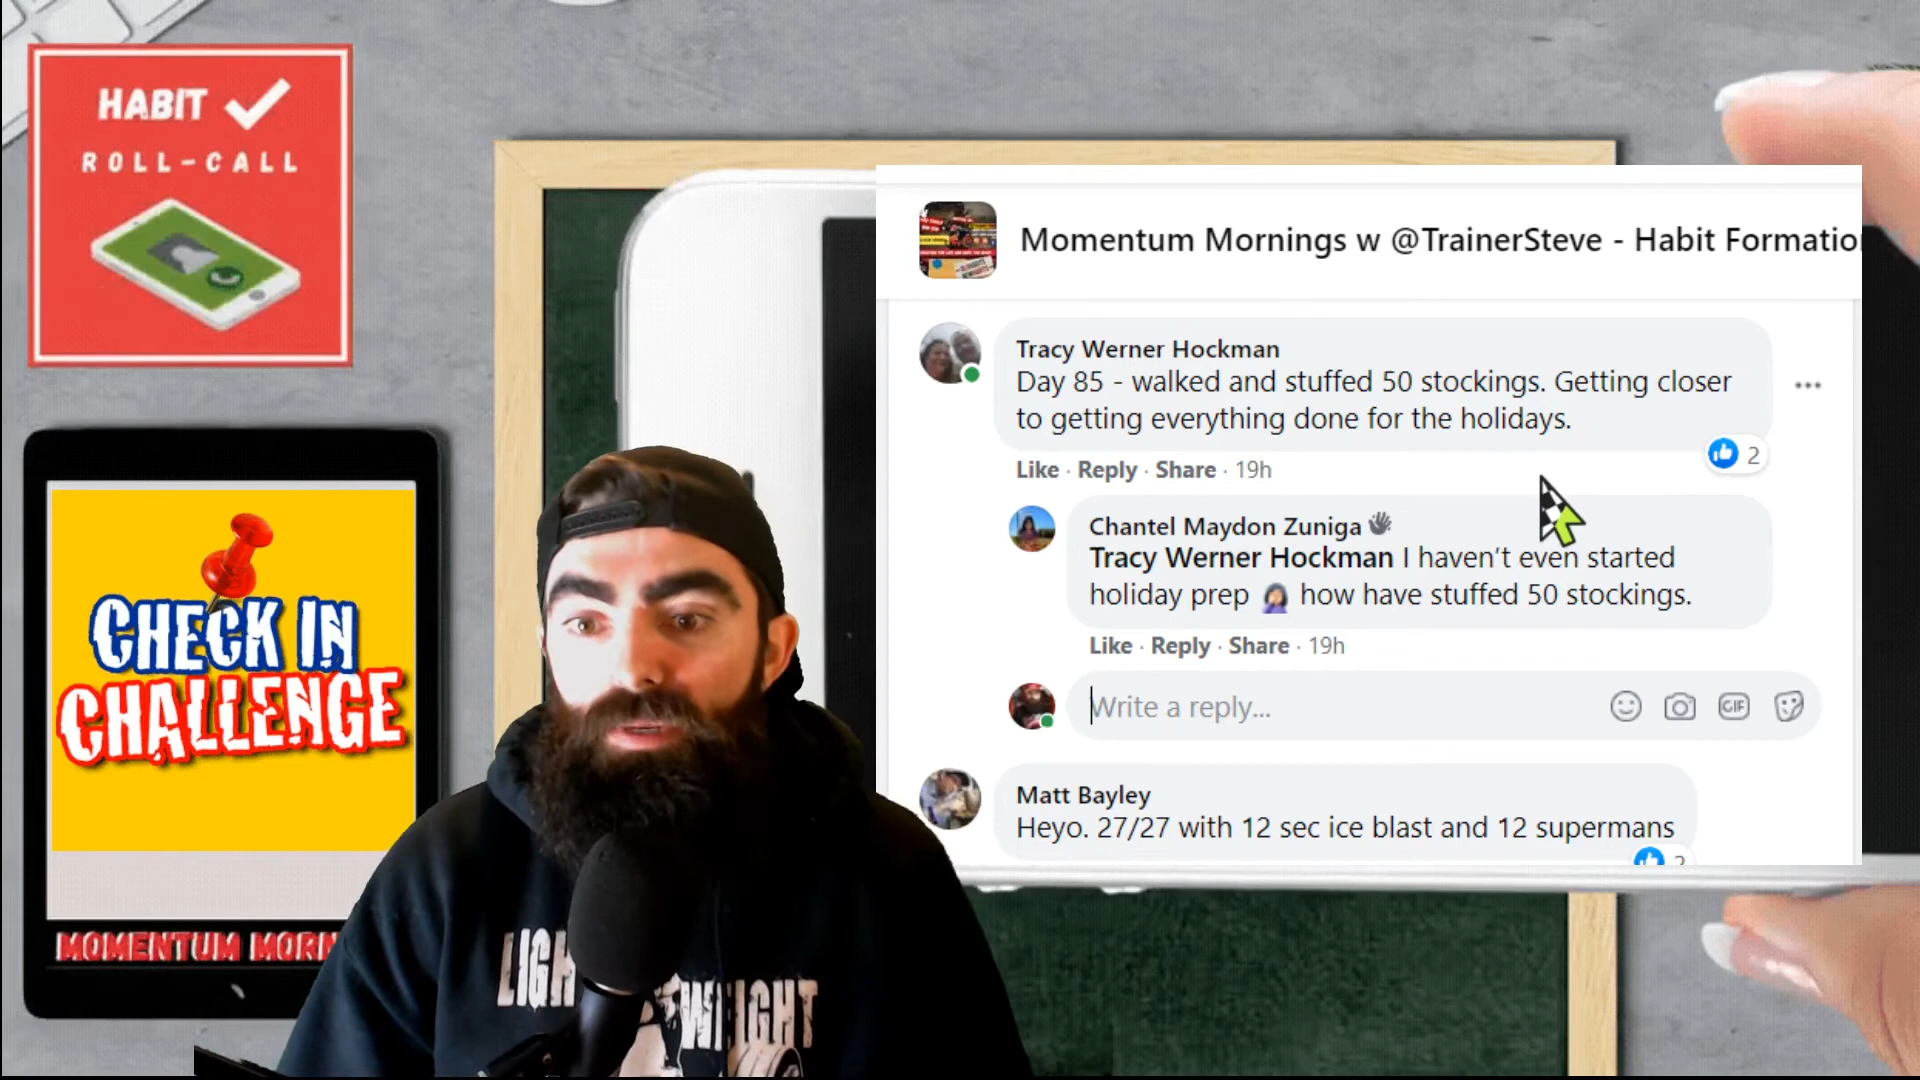 HABIT
ROLL-CALL
CHECK IN
CHALLENGE
MOMENTUM MORN
LIGH WEIGHT
Momentum Mornings w @TrainerSteve - Habit Formatio
Tracy Werner Hockman
Day 85 - walked and stuffed 50 stockings. Getting closer
to getting everything done for the holidays.
2
Like · Reply · Share · 19h
Chantel Maydon Zuniga
Tracy Werner Hockman I haven't even started
holiday prep 🤦🏻‍♀️ how have stuffed 50 stockings.
Like · Reply · Share · 19h
Write a reply...
GIF
Matt Bayley
Heyo. 27/27 with 12 sec ice blast and 12 supermans